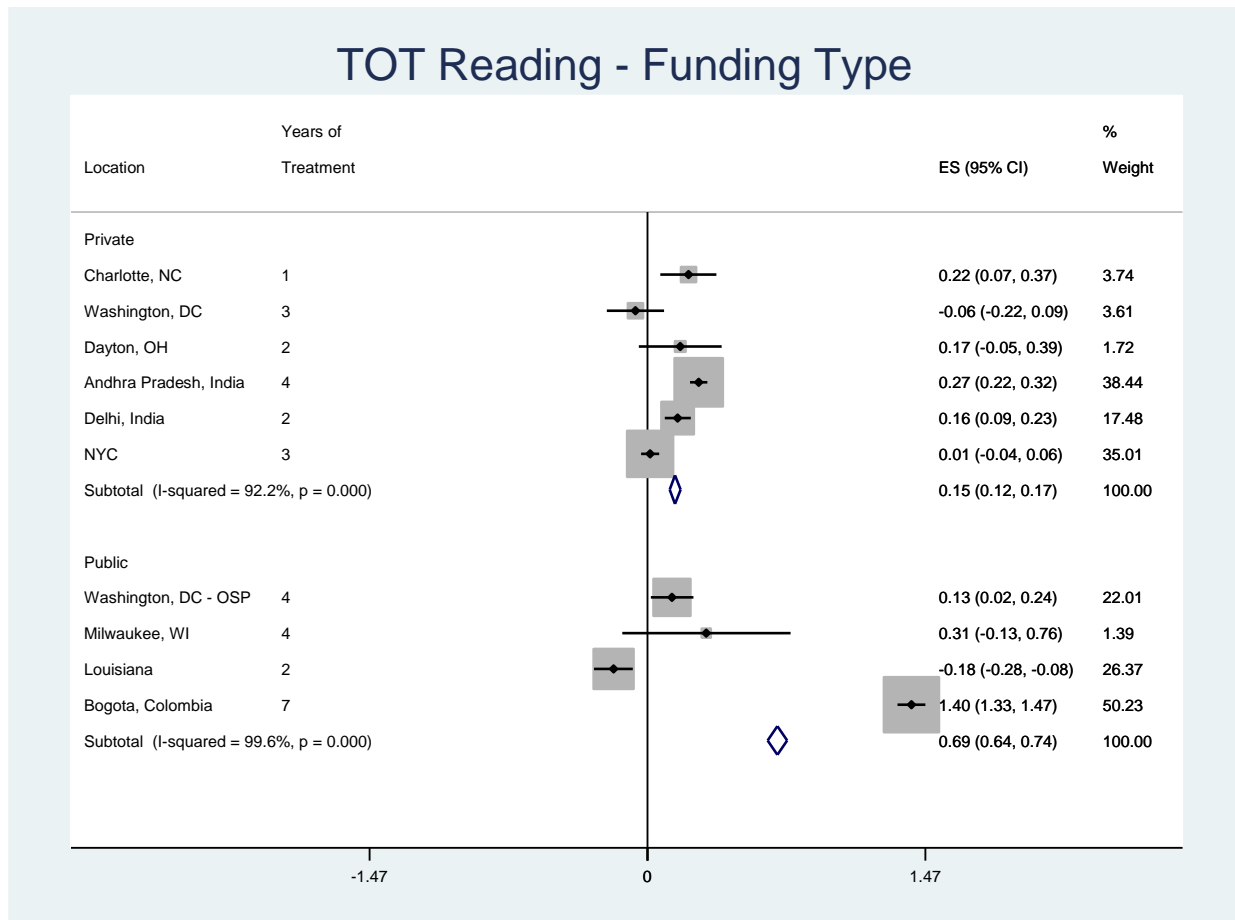 TOT Reading - Funding Type
Years of %
Location Treatment ES (95% CI) Weight
Private
Charlotte, NC 1 0.22 (0.07, 0.37) 3.74
Washington, DC 3 -0.06 (-0.22, 0.09) 3.61
Dayton, OH 2 0.17 (-0.05, 0.39) 1.72
Andhra Pradesh, India 4 0.27 (0.22, 0.32) 38.44
Delhi, India 2 0.16 (0.09, 0.23) 17.48
NYC 3 0.01 (-0.04, 0.06) 35.01
Subtotal (I-squared = 92.2%, p = 0.000) 0.15 (0.12, 0.17) 100.00
Public
Washington, DC - OSP 4 0.13 (0.02, 0.24) 22.01
Milwaukee, WI 4 0.31 (-0.13, 0.76) 1.39
Louisiana 2 -0.18 (-0.28, -0.08) 26.37
Bogota, Colombia 7 1.40 (1.33, 1.47) 50.23
Subtotal (I-squared = 99.6%, p = 0.000) 0.69 (0.64, 0.74) 100.00
-1.47 0 1.47